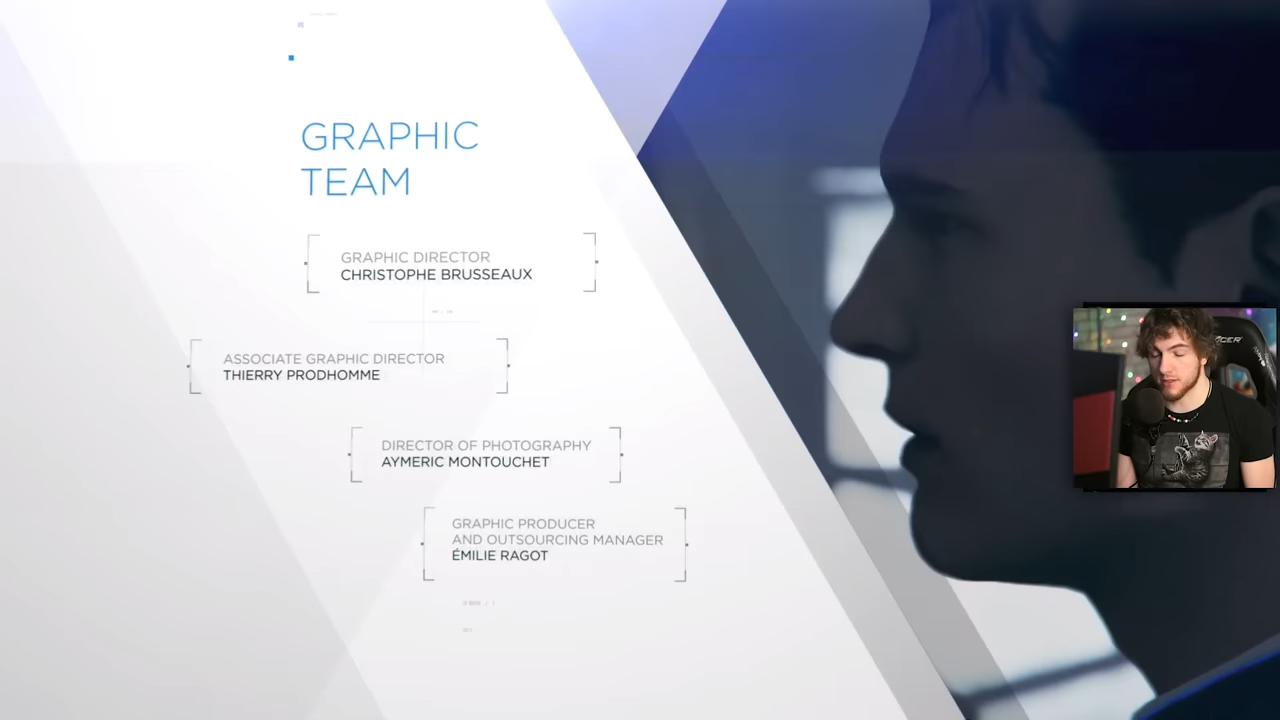 GRAPHIC
TEAM
GRAPHIC DIRECTOR
CHRISTOPHE BRUSSEAUX
ASSOCIATE GRAPHIC DIRECTOR
THIERRY PRODHOMME
DIRECTOR OF PHOTOGRAPHY
AYMERIC MONTOUCHET
GRAPHIC PRODUCER
AND OUTSOURCING MANAGER
ÉMILIE RAGOT